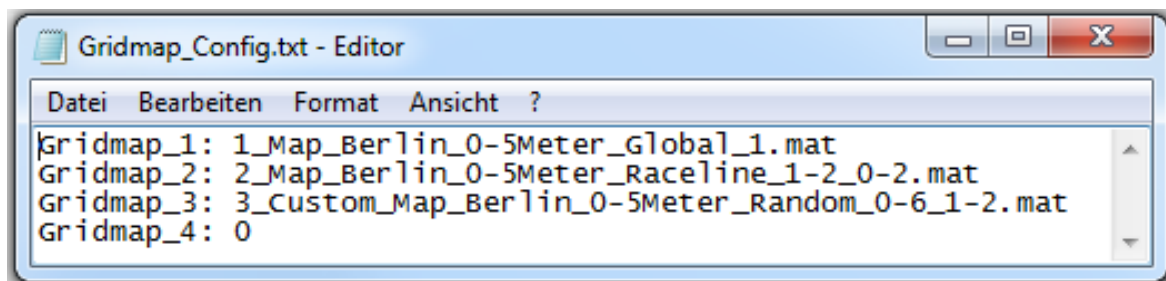 Gridmap_Config.txt - Editor
Datei Bearbeiten Format Ansicht ?
Gridmap_1: 1_Map_Berlin_0-5Meter_Global_1.mat
Gridmap_2: 2_Map_Berlin_0-5Meter_Raceline_1-2_0-2.mat
Gridmap_3: 3_Custom_Map_Berlin_0-5Meter_Random_0-6_1-2.mat
Gridmap_4: 0